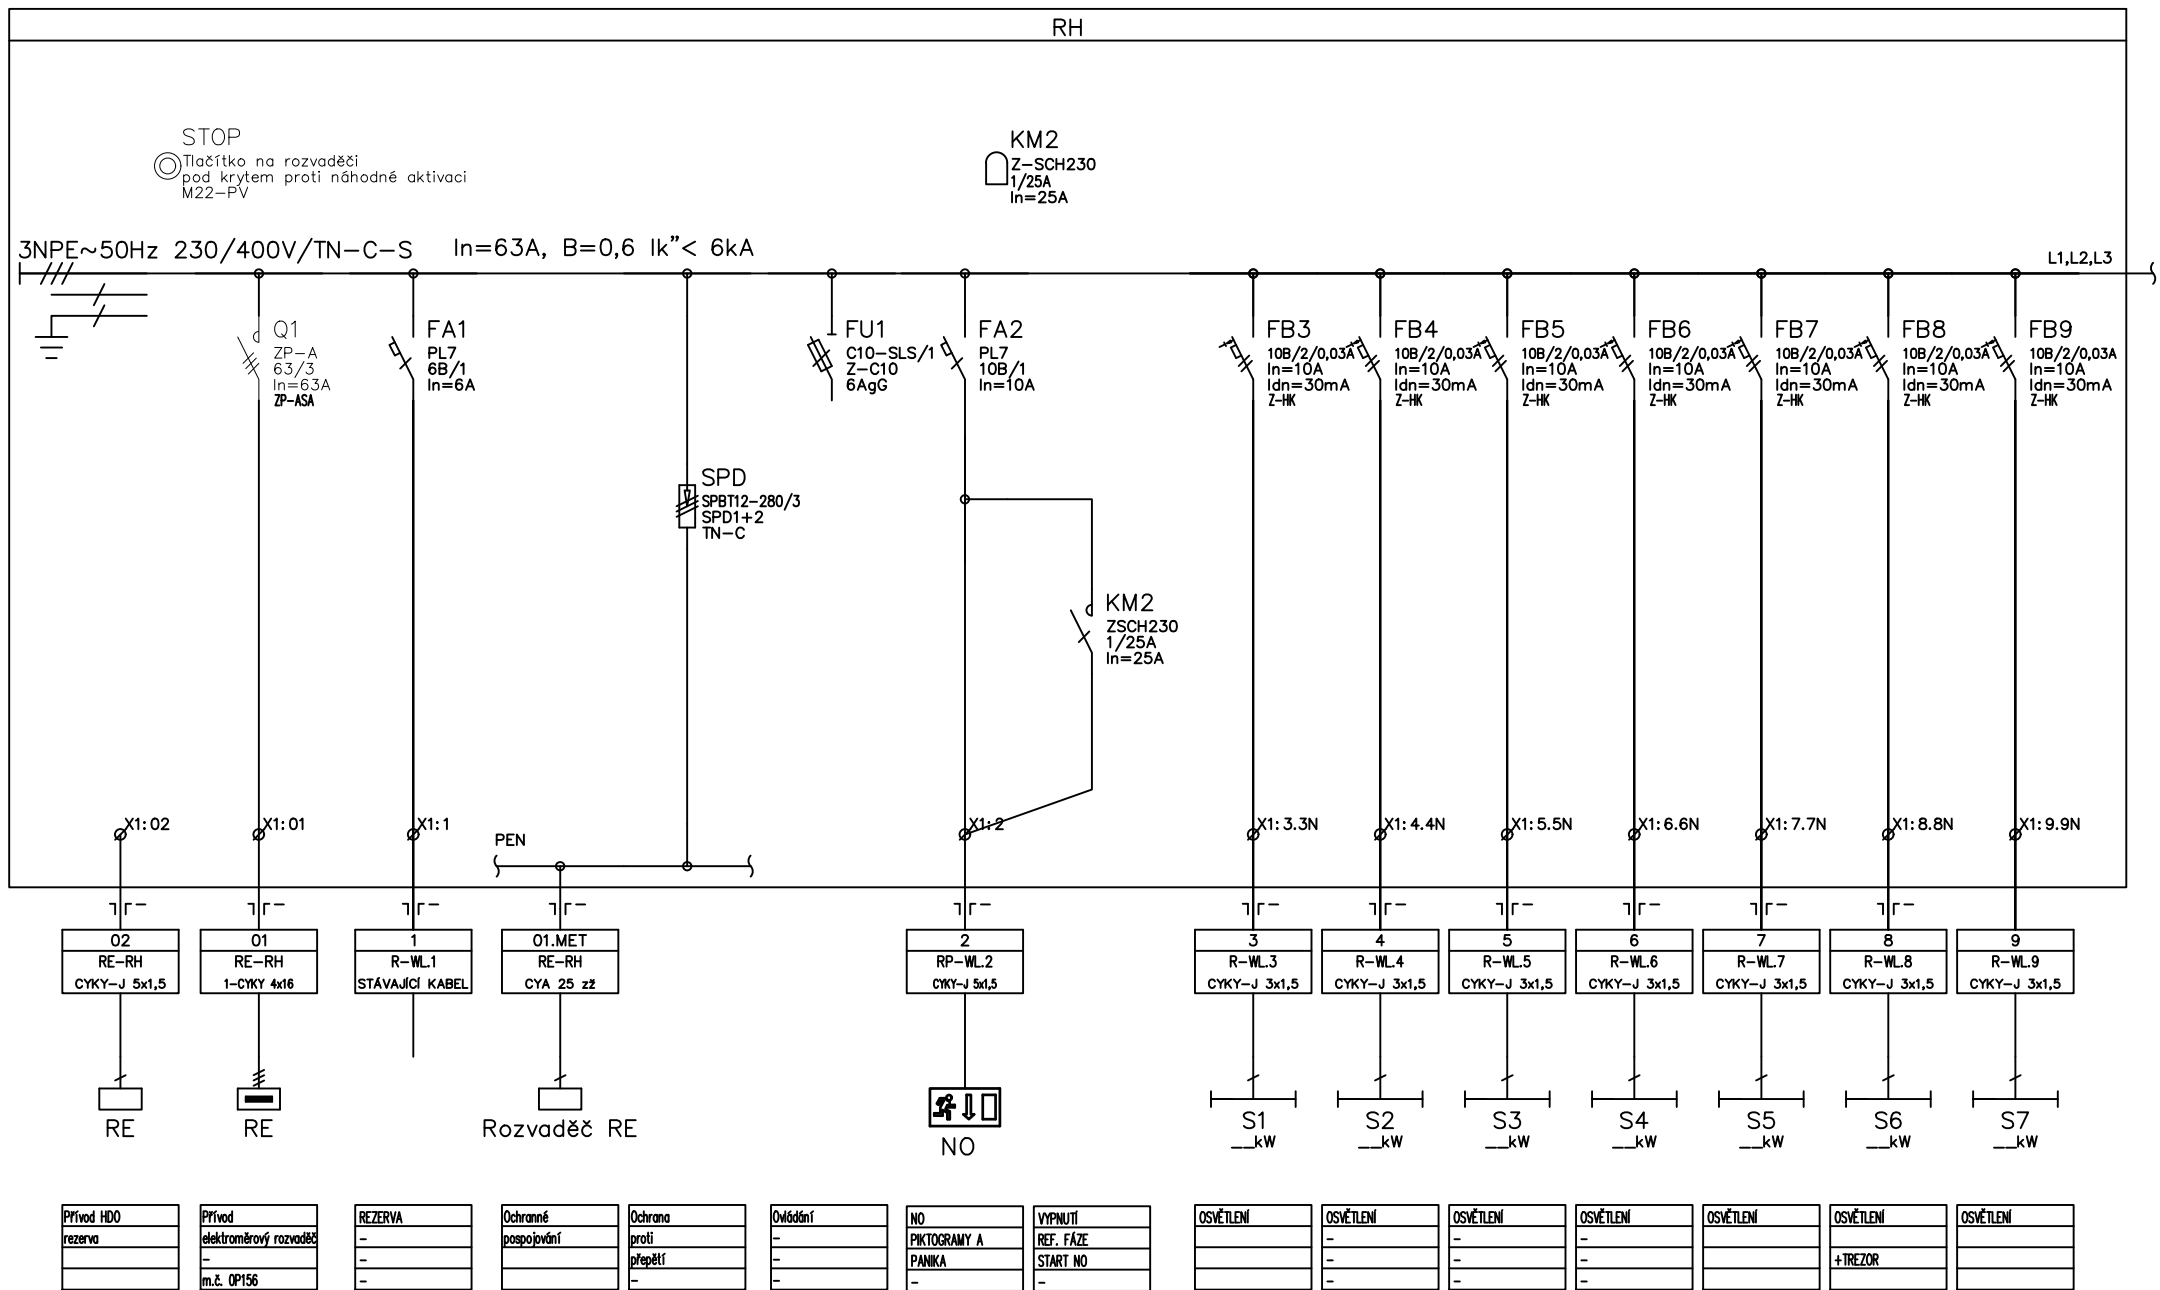 RH
STOP
Tlačítko na rozvaděči
pod krytem proti náhodné aktivaci
M22-PV
KM2
Z-SCH230
1/25A
In=25A
3NPE~50Hz 230/400V/TN-C-S
In=63A, B=0,6 Ik"< 6kA
L1,L2,L3
Q1
ZP-A
63/3
In=63A
ZP-ASA
FA1
PL7
6B/1
In=6A
FU1
C10-SLS/1
Z-C10
6AgG
FA2
PL7
10B/1
In=10A
FB3
10B/2/0,03A
In=10A
Idn=30mA
Z-HK
FB4
10B/2/0,03A
In=10A
Idn=30mA
Z-HK
FB5
10B/2/0,03A
In=10A
Idn=30mA
Z-HK
FB6
10B/2/0,03A
In=10A
Idn=30mA
Z-HK
FB7
10B/2/0,03A
In=10A
Idn=30mA
Z-HK
FB8
10B/2/0,03A
In=10A
Idn=30mA
Z-HK
FB9
10B/2/0,03A
In=10A
Idn=30mA
Z-HK
SPD
SPBT12-280/3
SPD1+2
TN-C
KM2
ZSCH230
1/25A
In=25A
X1:02
X1:01
X1:1
PEN
X1:2
X1:3.3N
X1:4.4N
X1:5.5N
X1:6.6N
X1:7.7N
X1:8.8N
X1:9.9N
02
RE-RH
CYKY-J 5x1,5
01
RE-RH
1-CYKY 4x16
1
R-WL.1
STÁVAJÍCÍ KABEL
01.MET
RE-RH
CYA 25 zž
2
RP-WL.2
CYKY-J 5x1,5
3
R-WL.3
CYKY-J 3x1,5
4
R-WL.4
CYKY-J 3x1,5
5
R-WL.5
CYKY-J 3x1,5
6
R-WL.6
CYKY-J 3x1,5
7
R-WL.7
CYKY-J 3x1,5
8
R-WL.8
CYKY-J 3x1,5
9
R-WL.9
CYKY-J 3x1,5
RE
RE
Rozvaděč RE
NO
S1
__kW
S2
__kW
S3
__kW
S4
__kW
S5
__kW
S6
__kW
S7
__kW
Přívod HDO
rezerva
Přívod
elektroměrový rozvaděč
-
m.č. 0P156
REZERVA
-
-
-
Ochranné
pospojování
Ochrana
proti
přepětí
-
Ovládání
-
-
-
NO
PIKTOGRAMY A
PANIKA
-
VYPNUTÍ
REF. FÁZE
START NO
-
OSVĚTLENÍ
OSVĚTLENÍ
-
-
-
OSVĚTLENÍ
-
-
-
OSVĚTLENÍ
-
-
-
OSVĚTLENÍ
OSVĚTLENÍ
+TREZOR
OSVĚTLENÍ